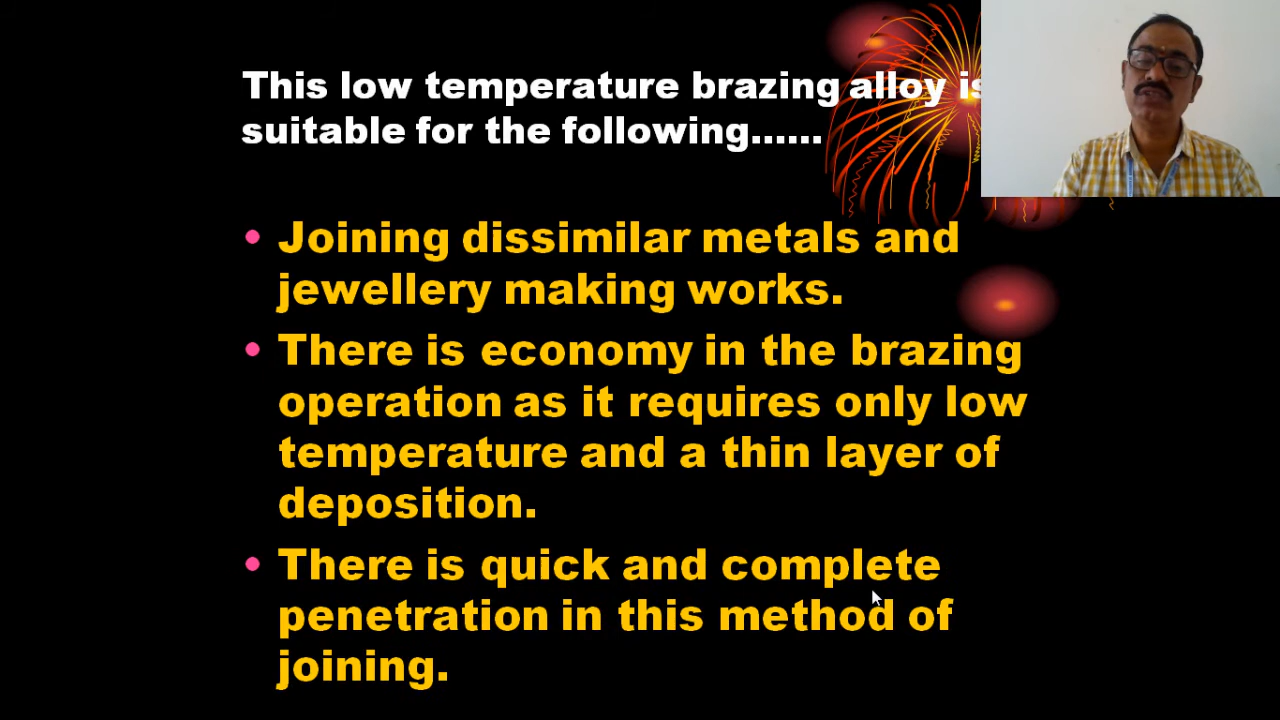 This low temperature brazing alloy is
suitable for the following......
• Joining dissimilar metals and
jewellery making works.
• There is economy in the brazing
operation as it requires only low
temperature and a thin layer of
deposition.
• There is quick and complete
penetration in this method of
joining.